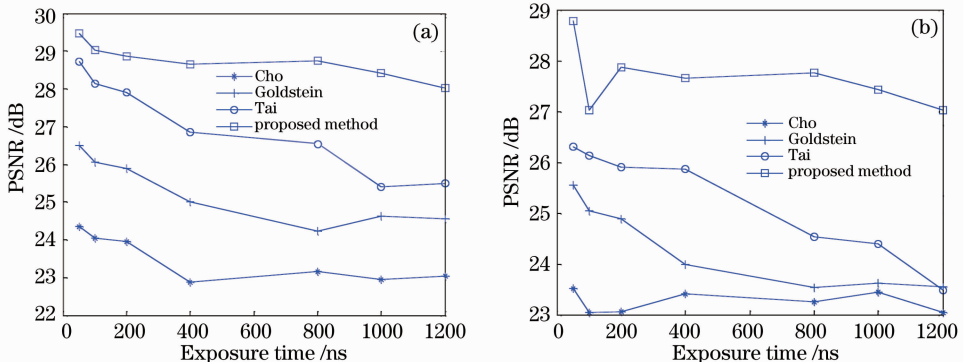 30
29
28
27
26
25
24
23
22
PSNR /dB
(a)
Cho
Goldstein
Tai
proposed method
0 200 400 600 800 1000 1200
Exposure time /ns
29
28
27
26
25
24
23
PSNR /dB
(b)
Cho
Goldstein
Tai
proposed method
0 200 400 600 800 1000 1200
Exposure time /ns